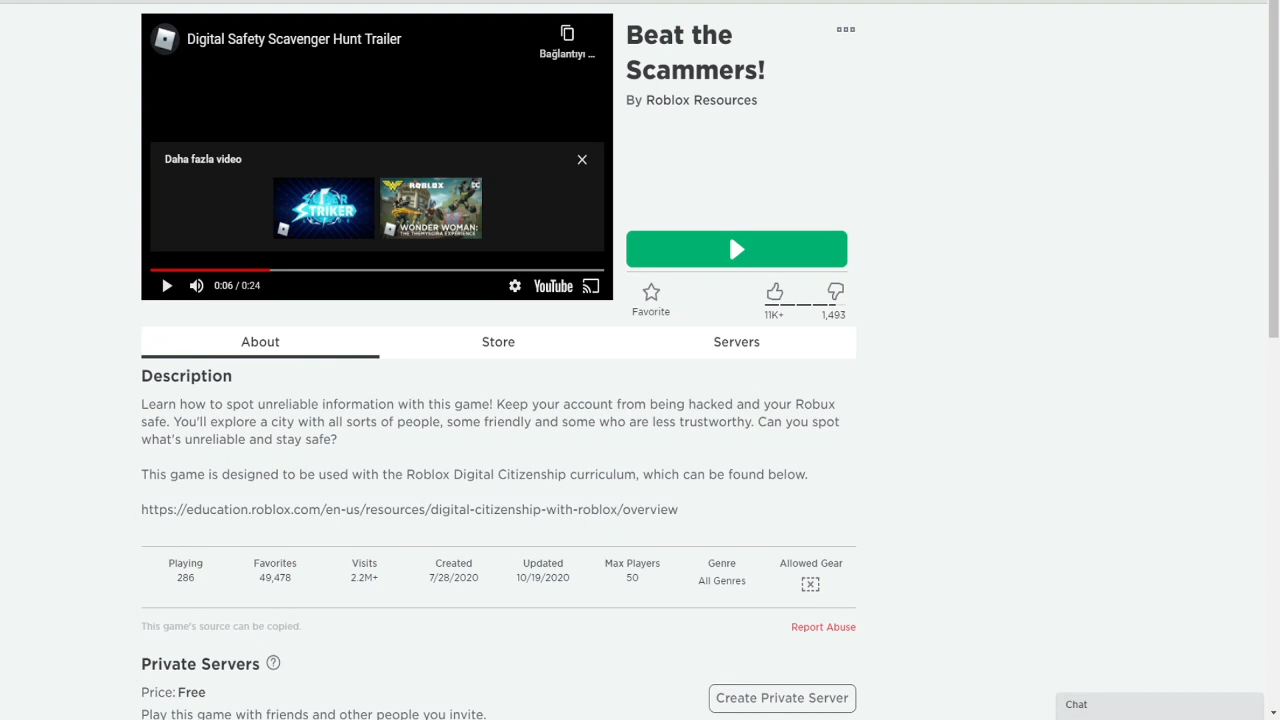 Digital Safety Scavenger Hunt Trailer
Bağlantıyı ...
Daha fazla video
SUPER
STRIKER
LEAGUE
ROBLOX
DC
WONDER WOMAN:
THE THEMYSCIRA EXPERIENCE
0:06 / 0:24
YouTube
Beat the
Scammers!
By Roblox Resources
Favorite
11K+
1,493
About
Store
Servers
Description
Learn how to spot unreliable information with this game! Keep your account from being hacked and your Robux
safe. You'll explore a city with all sorts of people, some friendly and some who are less trustworthy. Can you spot
what's unreliable and stay safe?
This game is designed to be used with the Roblox Digital Citizenship curriculum, which can be found below.
https://education.roblox.com/en-us/resources/digital-citizenship-with-roblox/overview
Playing Favorites Visits Created Updated Max Players Genre Allowed Gear
286 49,478 2.2M+ 7/28/2020 10/19/2020 50 All Genres
This game's source can be copied.
Report Abuse
Private Servers
Price: Free
Create Private Server
Play this game with friends and other people you invite.
Chat